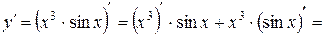 y′ = (x³ · sin x)′ = (x³)′ · sin x + x³ · (sin x)′ =